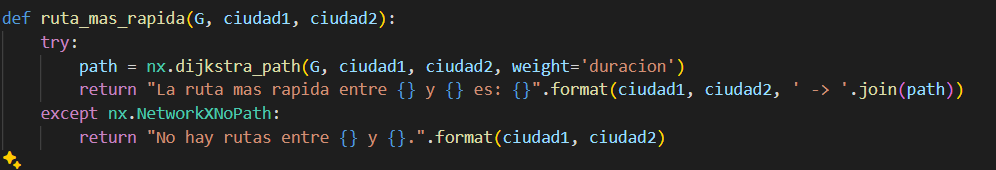 def ruta_mas_rapida(G, ciudad1, ciudad2):
    try:
        path = nx.dijkstra_path(G, ciudad1, ciudad2, weight='duracion')
        return "La ruta mas rapida entre {} y {} es: {}".format(ciudad1, ciudad2, ' -> '.join(path))
    except nx.NetworkXNoPath:
        return "No hay rutas entre {} y {}.".format(ciudad1, ciudad2)